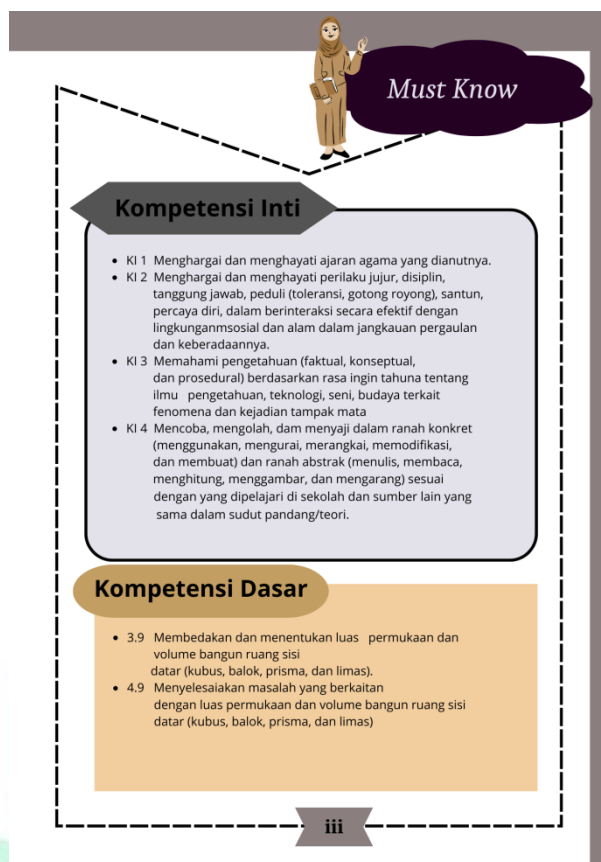 Must Know
Kompetensi Inti
• KI 1 Menghargai dan menghayati ajaran agama yang dianutnya.
• KI 2 Menghargai dan menghayati perilaku jujur, disiplin,
tanggung jawab, peduli (toleransi, gotong royong), santun,
percaya diri, dalam berinteraksi secara efektif dengan
lingkunganmsosial dan alam dalam jangkauan pergaulan
dan keberadaannya.
• KI 3 Memahami pengetahuan (faktual, konseptual,
dan prosedural) berdasarkan rasa ingin tahuna tentang
ilmu pengetahuan, teknologi, seni, budaya terkait
fenomena dan kejadian tampak mata
• KI 4 Mencoba, mengolah, dam menyaji dalam ranah konkret
(menggunakan, mengurai, merangkai, memodifikasi,
dan membuat) dan ranah abstrak (menulis, membaca,
menghitung, menggambar, dan mengarang) sesuai
dengan yang dipelajari di sekolah dan sumber lain yang
sama dalam sudut pandang/teori.
Kompetensi Dasar
• 3.9 Membedakan dan menentukan luas permukaan dan
volume bangun ruang sisi
datar (kubus, balok, prisma, dan limas).
• 4.9 Menyelesaiakan masalah yang berkaitan
dengan luas permukaan dan volume bangun ruang sisi
datar (kubus, balok, prisma, dan limas)
iii